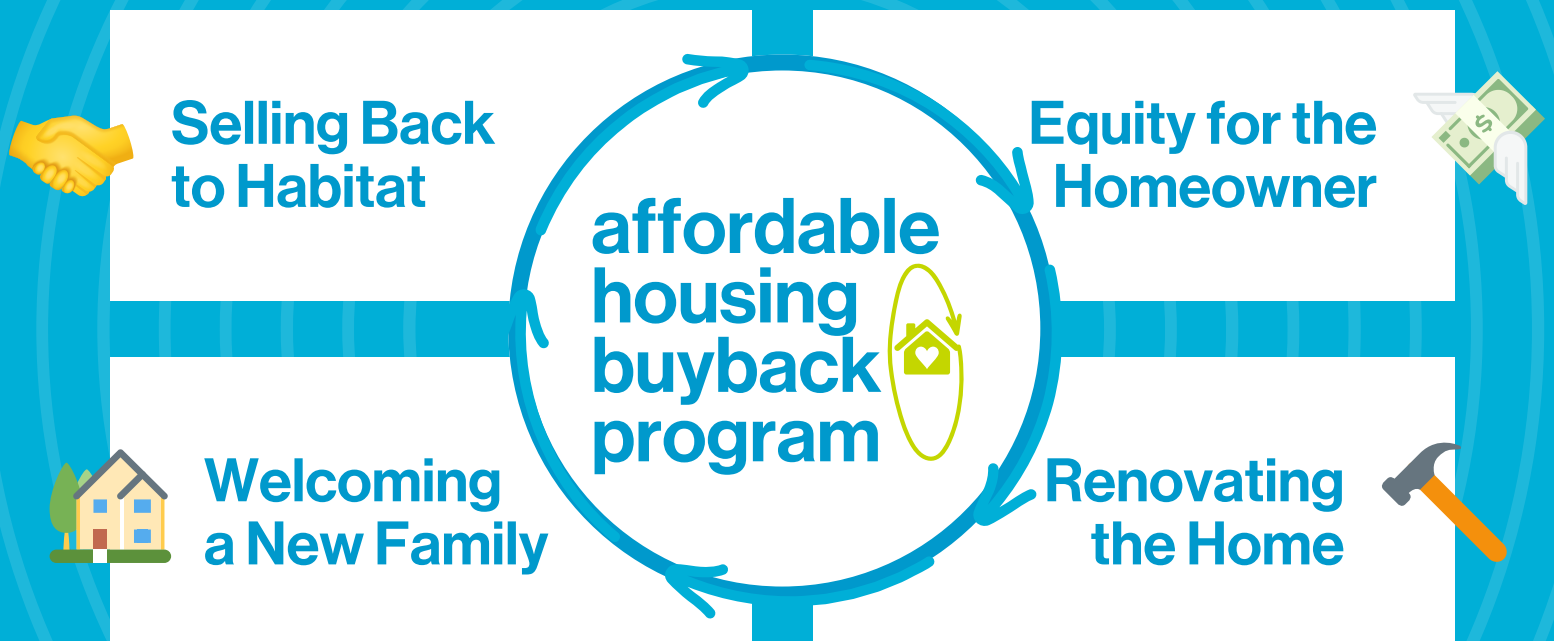 Selling Back
to Habitat
Equity for the
Homeowner
affordable
housing
buyback
program
Welcoming
a New Family
Renovating
the Home